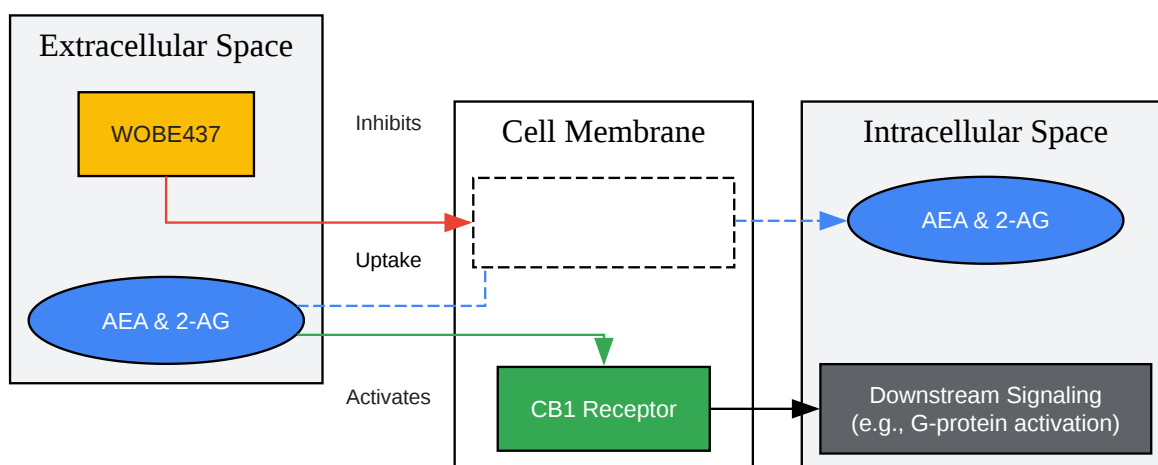 Extracellular Space
WOBE437
AEA & 2-AG
Inhibits
Uptake
Activates
Cell Membrane
CB1 Receptor
Intracellular Space
AEA & 2-AG
Downstream Signaling
(e.g., G-protein activation)